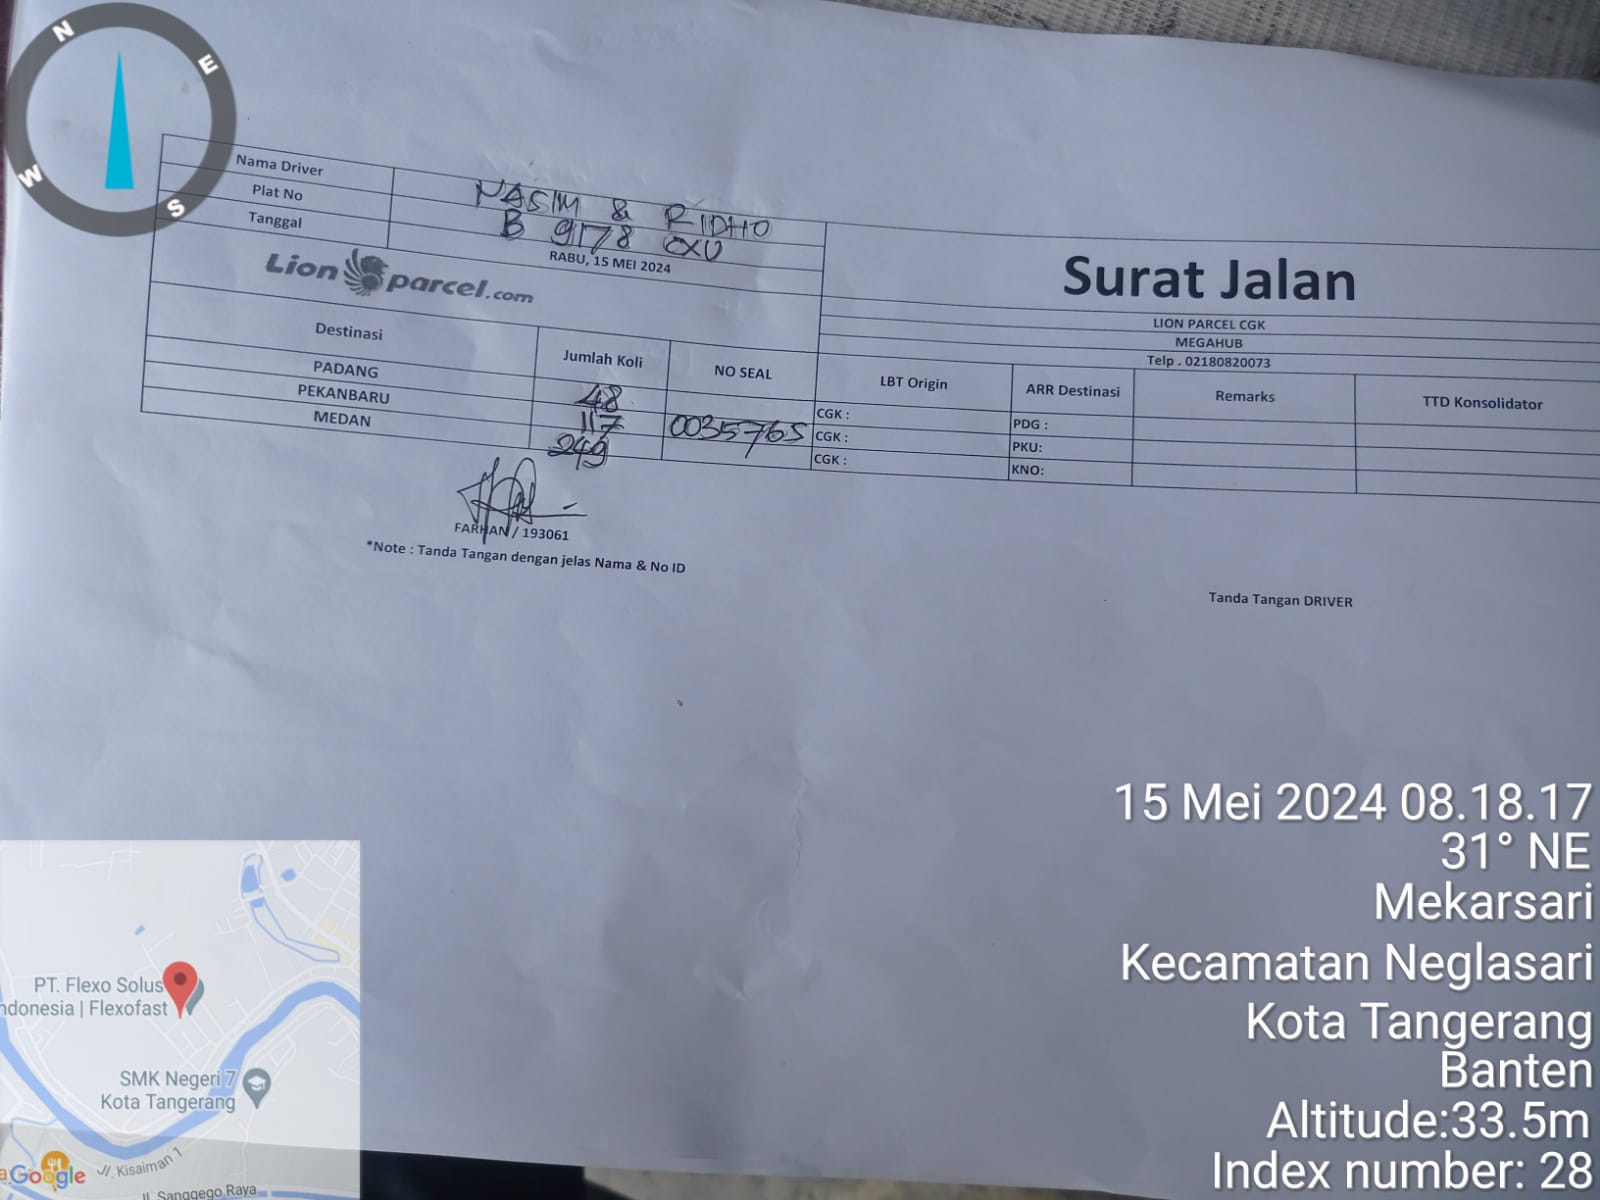 N
E
W
S
Nama Driver NASIM & RIDHO
Plat No B 9178 CXU
Tanggal RABU, 15 MEI 2024
Lion parcel.com
Surat Jalan
LION PARCEL CGK
MEGAHUB
Telp . 02180820073
Destinasi Jumlah Koli NO SEAL LBT Origin ARR Destinasi Remarks TTD Konsolidator
PADANG 48 CGK : PDG :
PEKANBARU 117 0035765 CGK : PKU:
MEDAN 249 CGK : KNO:
FARHAN / 193061
*Note : Tanda Tangan dengan jelas Nama & No ID
Tanda Tangan DRIVER
15 Mei 2024 08.18.17
31° NE
Mekarsari
Kecamatan Neglasari
Kota Tangerang
Banten
Altitude:33.5m
Index number: 28
PT. Flexo Solus
ndonesia | Flexofast
SMK Negeri 7
Kota Tangerang
Jl. Kisaiman 1
Google
Jl. Sanggego Raya